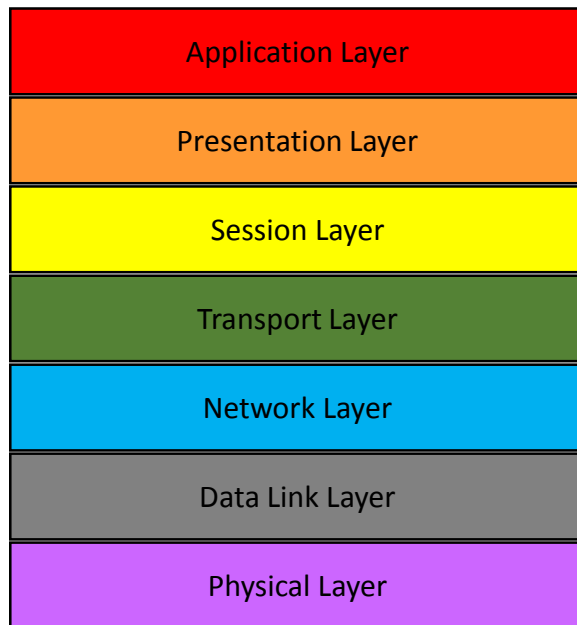 Application Layer
Presentation Layer
Session Layer
Transport Layer
Network Layer
Data Link Layer
Physical Layer